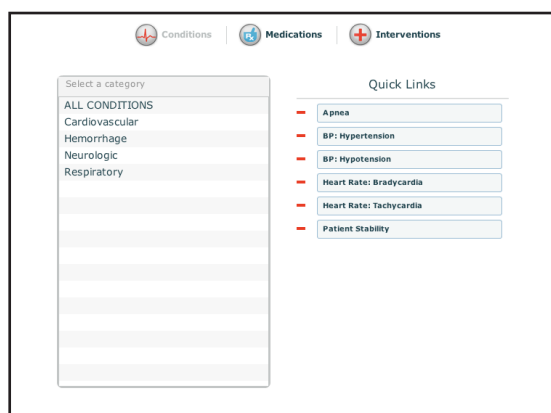 Conditions Medications Interventions
Select a category
ALL CONDITIONS
Cardiovascular
Hemorrhage
Neurologic
Respiratory
Quick Links
Apnea
BP: Hypertension
BP: Hypotension
Heart Rate: Bradycardia
Heart Rate: Tachycardia
Patient Stability